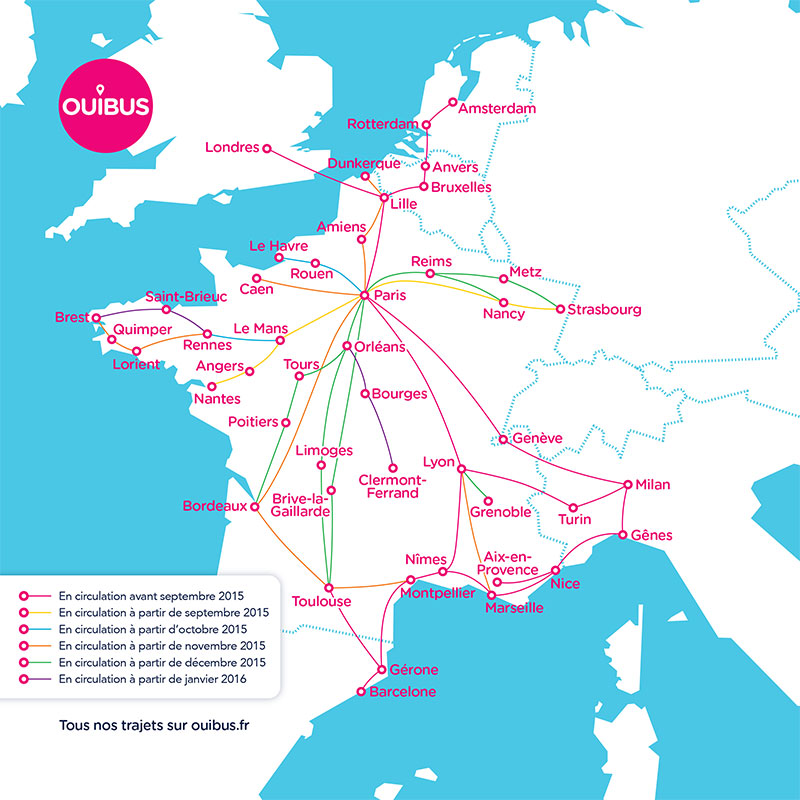 OUIBUS
Amsterdam
Rotterdam
Londres
Dunkerque
Anvers
Bruxelles
Lille
Amiens
Le Havre
Rouen
Reims
Metz
Caen
Paris
Nancy
Strasbourg
Saint-Brieuc
Brest
Quimper
Rennes
Le Mans
Lorient
Angers
Tours
Orléans
Nantes
Bourges
Poitiers
Genève
Limoges
Lyon
Clermont-
Ferrand
Milan
Bordeaux
Brive-la-
Gaillarde
Grenoble
Turin
Gênes
Nîmes
Aix-en-
Provence
Nice
Toulouse
Montpellier
Marseille
Gérone
Barcelone
En circulation avant septembre 2015
En circulation à partir de septembre 2015
En circulation à partir d'octobre 2015
En circulation à partir de novembre 2015
En circulation à partir de décembre 2015
En circulation à partir de janvier 2016
Tous nos trajets sur ouibus.fr